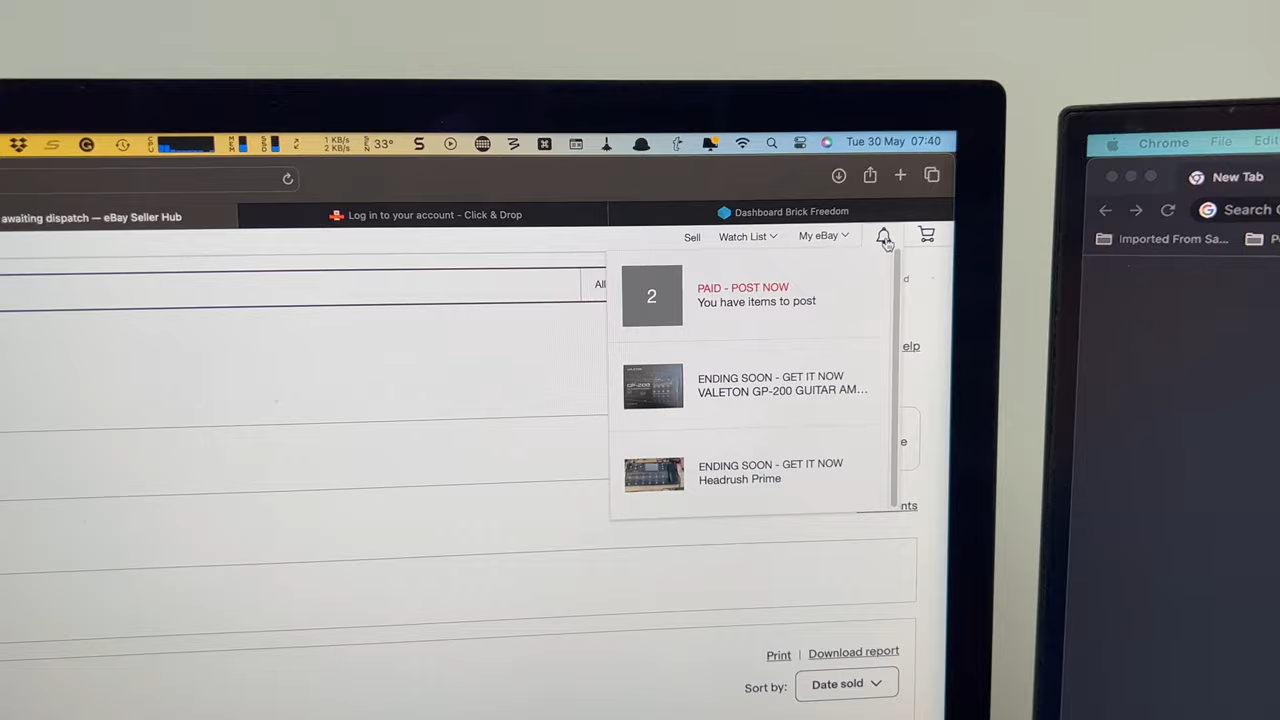 1 KB/s
2 KB/s
33°
Tue 30 May 07:40
awaiting dispatch — eBay Seller Hub
Log in to your account - Click & Drop
Dashboard Brick Freedom
Sell
Watch List
My eBay
All
2
PAID - POST NOW
You have items to post
elp
ENDING SOON - GET IT NOW
VALETON GP-200 GUITAR AM...
GP-200
e
ENDING SOON - GET IT NOW
Headrush Prime
nts
Print | Download report
Sort by: Date sold
Chrome File Edi
New Tab
Search G
Imported From Sa...